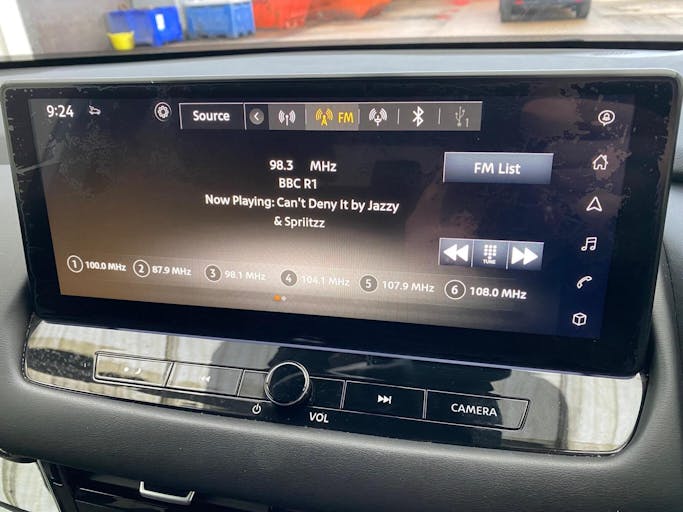 9:24
Source
FM
1
98.3 MHz
BBC R1
Now Playing: Can't Deny It by Jazzy
& Spriitzz
FM List
TUNE
1 100.0 MHz 2 87.9 MHz 3 98.1 MHz 4 104.1 MHz 5 107.9 MHz 6 108.0 MHz
VOL
CAMERA